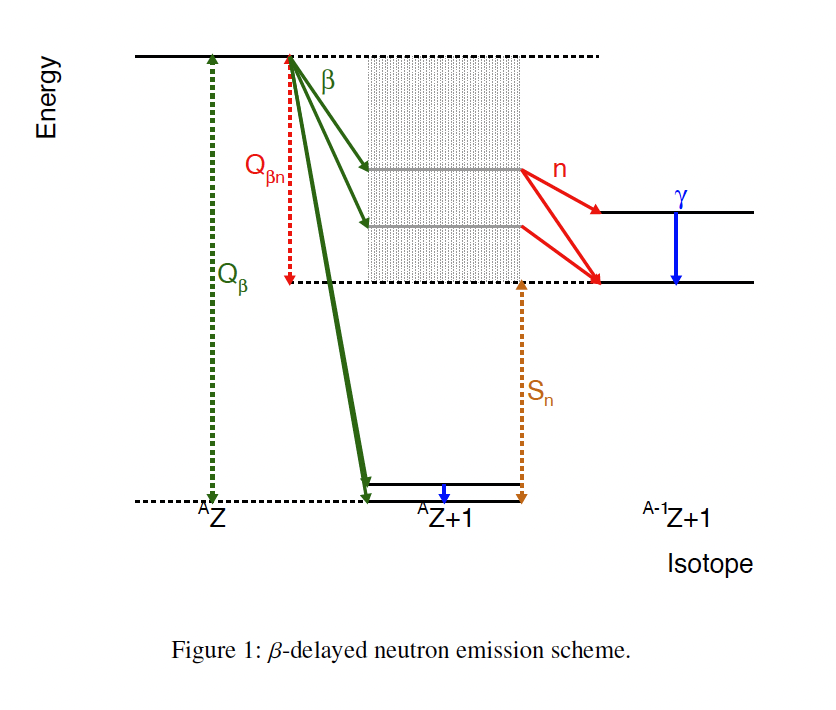 Energy
β
Qβn
n
γ
Qβ
Sn
AZ
AZ+1
A-1Z+1
Isotope
Figure 1: β-delayed neutron emission scheme.